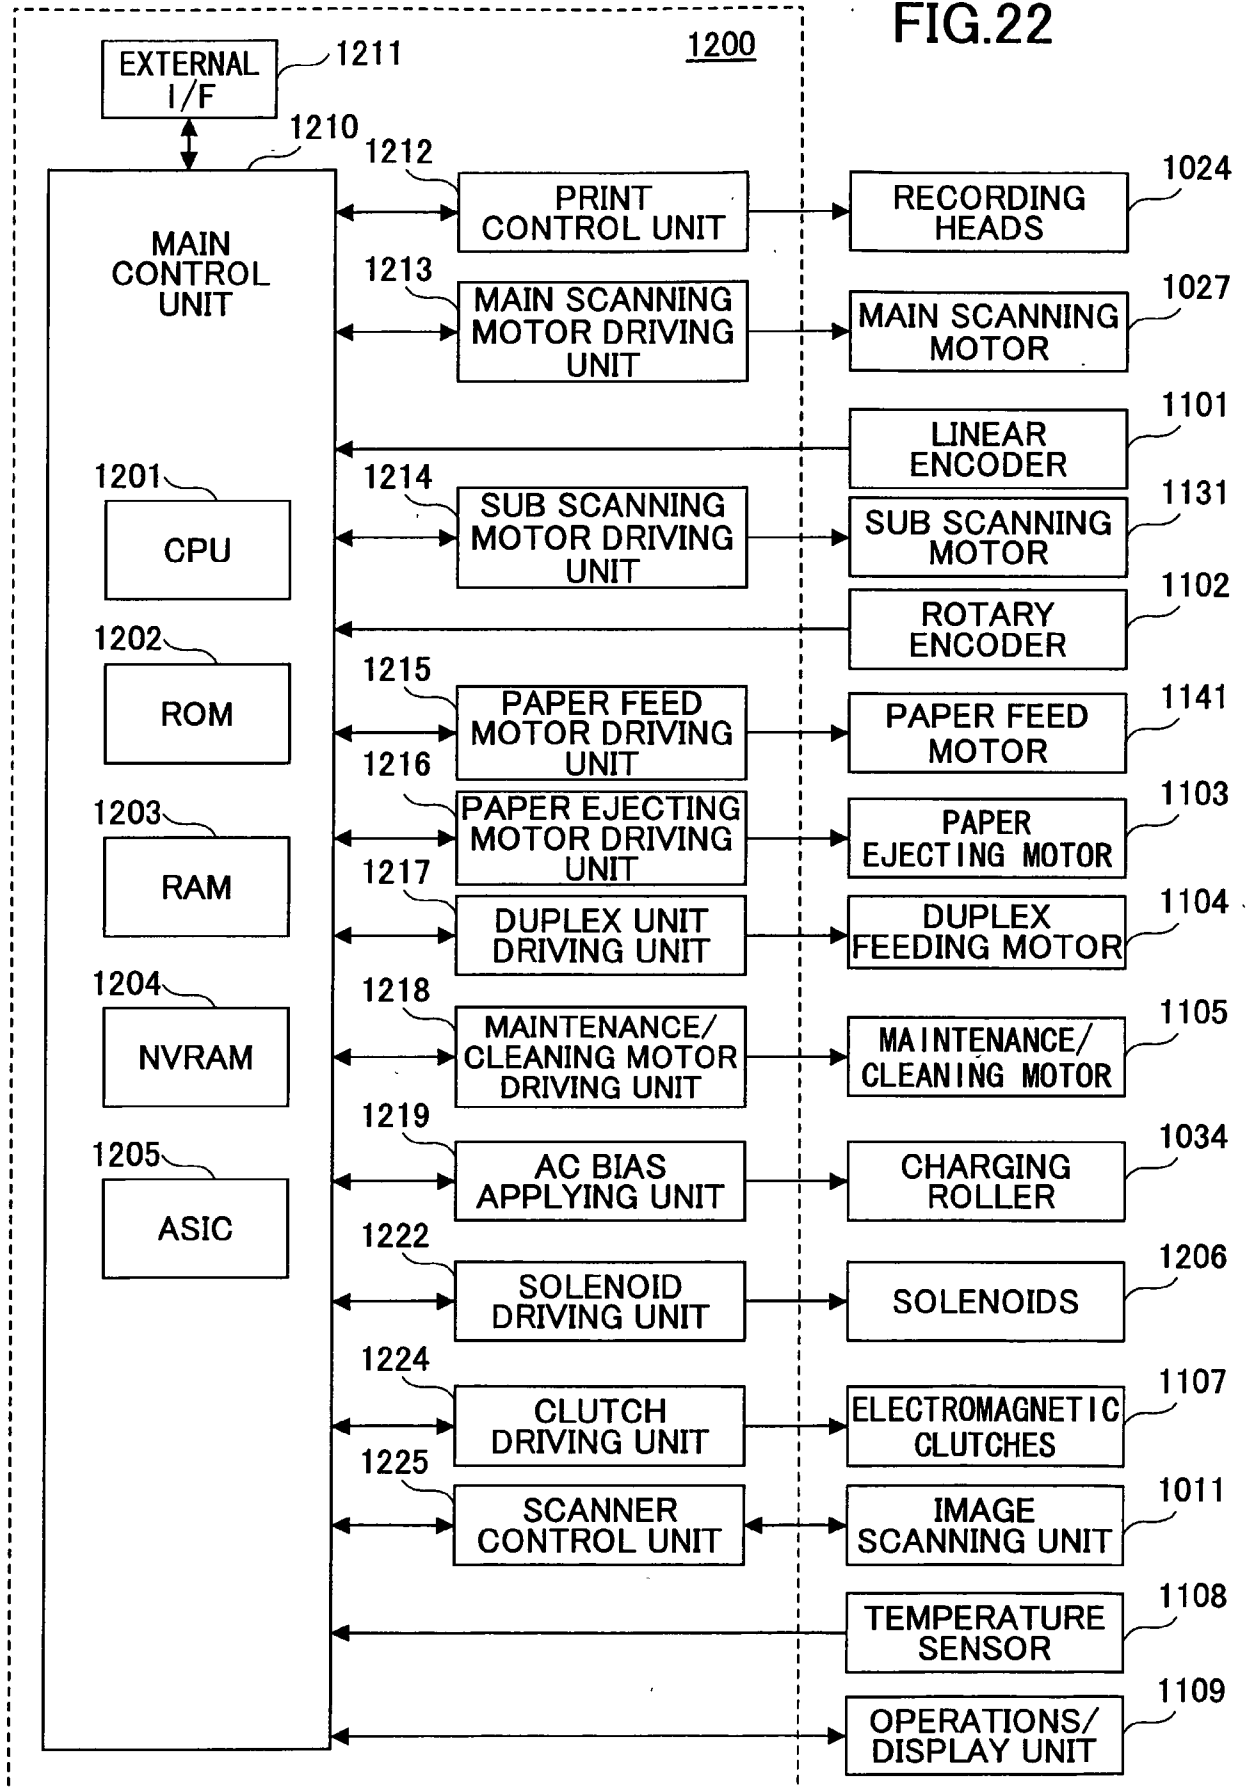 FIG.22
1200
EXTERNAL
I/F
1211
1210
MAIN
CONTROL
UNIT
1201
CPU
1202
ROM
1203
RAM
1204
NVRAM
1205
ASIC
1212
PRINT
CONTROL UNIT
RECORDING
HEADS
1024
1213
MAIN SCANNING
MOTOR DRIVING
UNIT
MAIN SCANNING
MOTOR
1027
LINEAR
ENCODER
1101
1214
SUB SCANNING
MOTOR DRIVING
UNIT
SUB SCANNING
MOTOR
1131
ROTARY
ENCODER
1102
1215
PAPER FEED
MOTOR DRIVING
UNIT
PAPER FEED
MOTOR
1141
1216
PAPER EJECTING
MOTOR DRIVING
UNIT
PAPER
EJECTING MOTOR
1103
1217
DUPLEX UNIT
DRIVING UNIT
DUPLEX
FEEDING MOTOR
1104
1218
MAINTENANCE/
CLEANING MOTOR
DRIVING UNIT
MAINTENANCE/
CLEANING MOTOR
1105
1219
AC BIAS
APPLYING UNIT
CHARGING
ROLLER
1034
1222
SOLENOID
DRIVING UNIT
SOLENOIDS
1206
1224
CLUTCH
DRIVING UNIT
ELECTROMAGNETIC
CLUTCHES
1107
1225
SCANNER
CONTROL UNIT
IMAGE
SCANNING UNIT
1011
TEMPERATURE
SENSOR
1108
OPERATIONS/
DISPLAY UNIT
1109